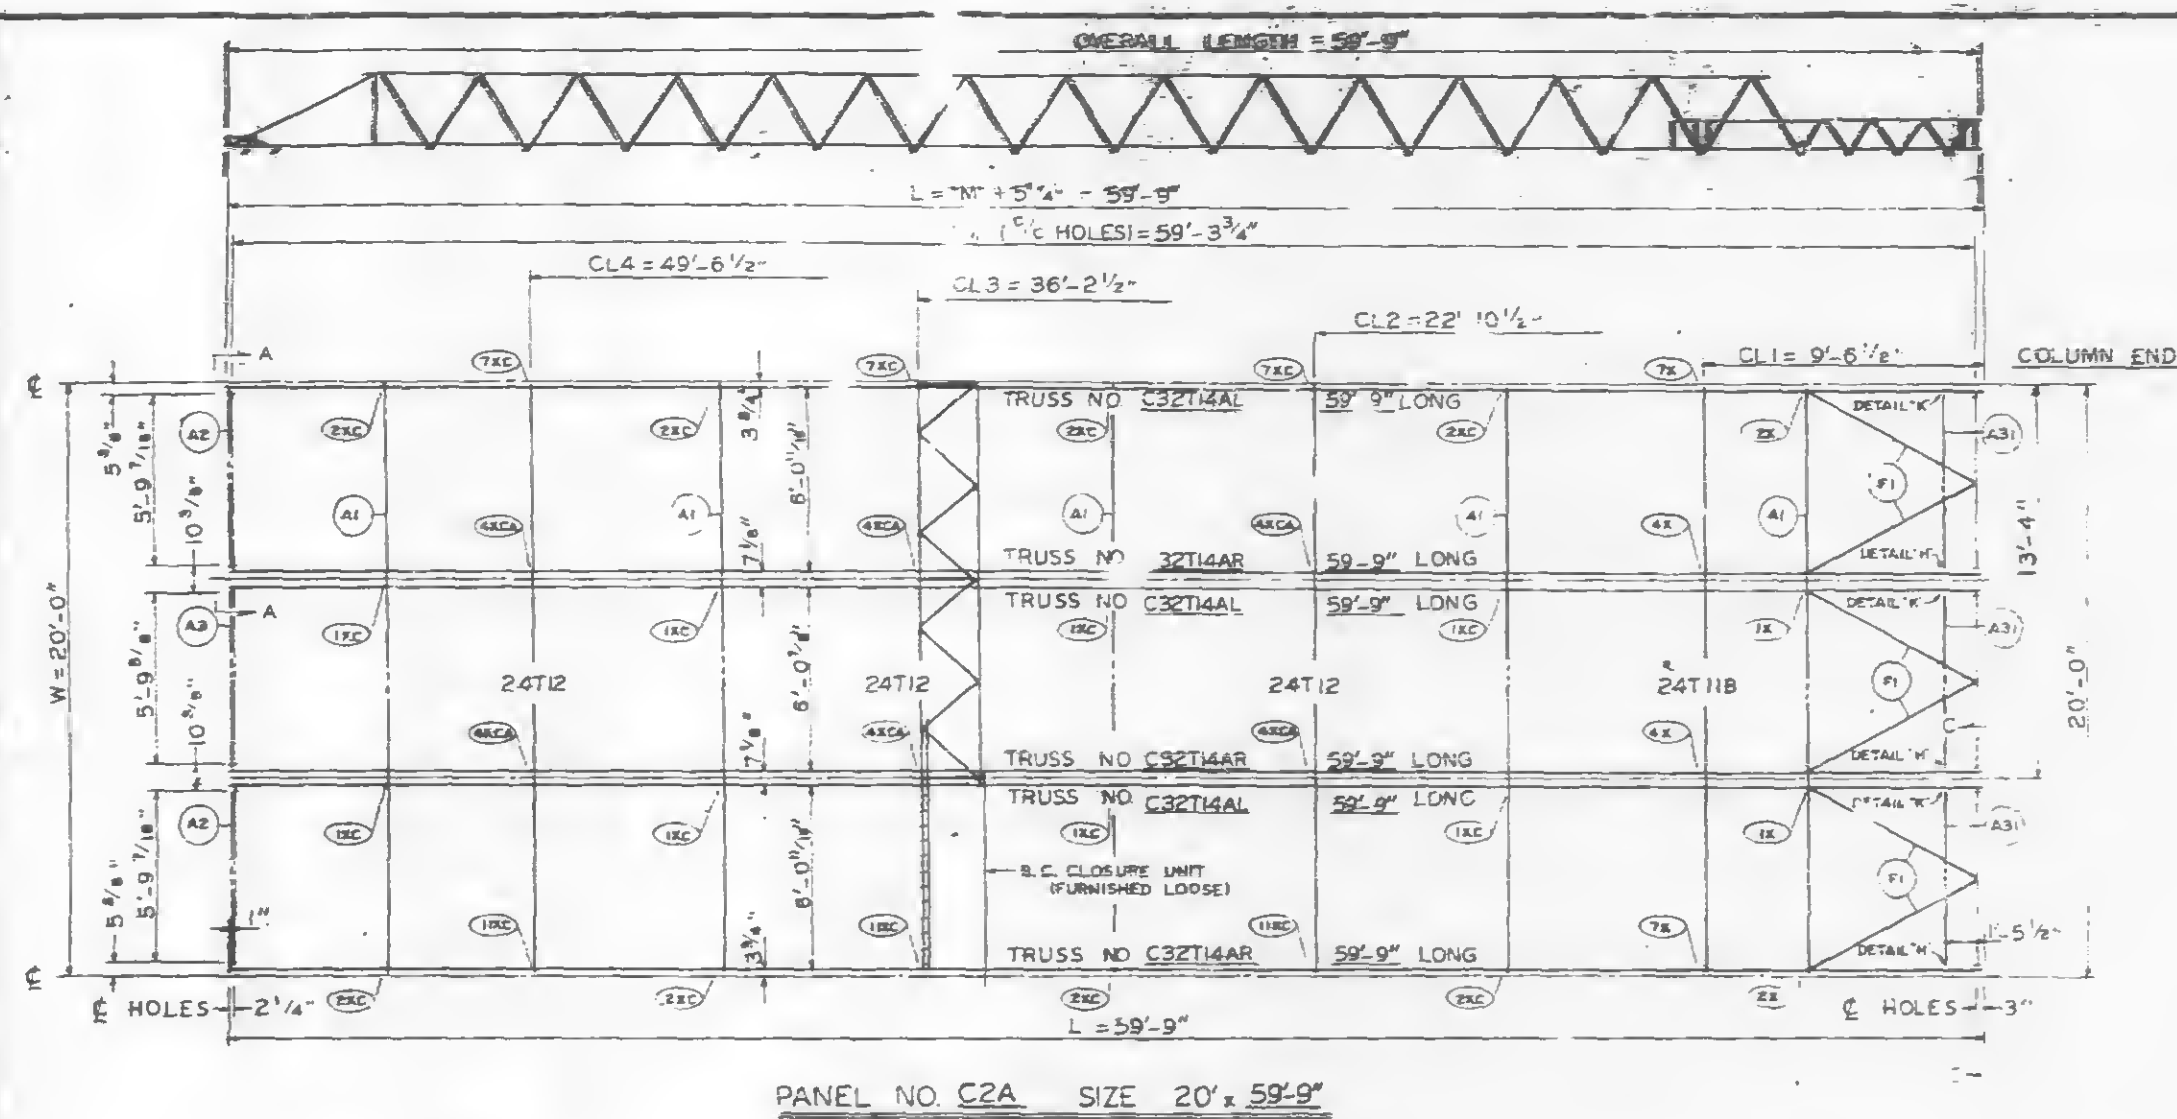 OVERALL LENGTH = 59'-9"
L = "M" + 5 1/4" = 59'-9"
(C/C HOLES) = 59'-3 3/4"
CL4 = 49'-6 1/2"
CL3 = 36'-2 1/2"
CL2 = 22' 10 1/2"
CL1 = 9'-6 1/2"
COLUMN END
A
7XC
7XC
7XC
7X
TRUSS NO C32T14AL 59' 9" LONG
DETAIL "K"
A2
2XC
2XC
2XC
2XC
2X
A31
5 3/8"
5'-9 7/16"
10 3/8"
3 3/4"
6'-0 11/16"
A1
A1
A1
A1
A1
F1
4XCA
4XCA
4XCA
4X
7 1/8"
13'-4"
TRUSS NO 32T14AR 59'-9" LONG
DETAIL "H"
TRUSS NO C32T14AL 59'-9" LONG
DETAIL "K"
A
A3
1XC
1XC
1XC
1XC
1X
A31
W = 20'-0"
5'-9 5/8"
10 3/8"
6'-0 7/8"
24T12
24T12
24T12
24T11B
F1
20'-0"
C
4XCA
4XCA
4XCA
4X
7 1/8"
TRUSS NO C32T14AR 59'-9" LONG
DETAIL "H"
TRUSS NO. C32T14AL 59'-9" LONG
DETAIL "K"
A2
1XC
1XC
1XC
1XC
1X
A31
5 3/8"
5'-9 7/16"
6'-0 11/16"
B.C. CLOSURE UNIT
(FURNISHED LOOSE)
F1
1"
11XC
11XC
11XC
7X
3 3/4"
TRUSS NO C32T14AR 59'-9" LONG
DETAIL "H"
1'-5 1/2"
℄ HOLES 2 1/4"
2XC
2XC
2XC
2XC
2X
℄ HOLES 3"
L = 59'-9"
PANEL NO. C2A SIZE 20' x 59'-9"